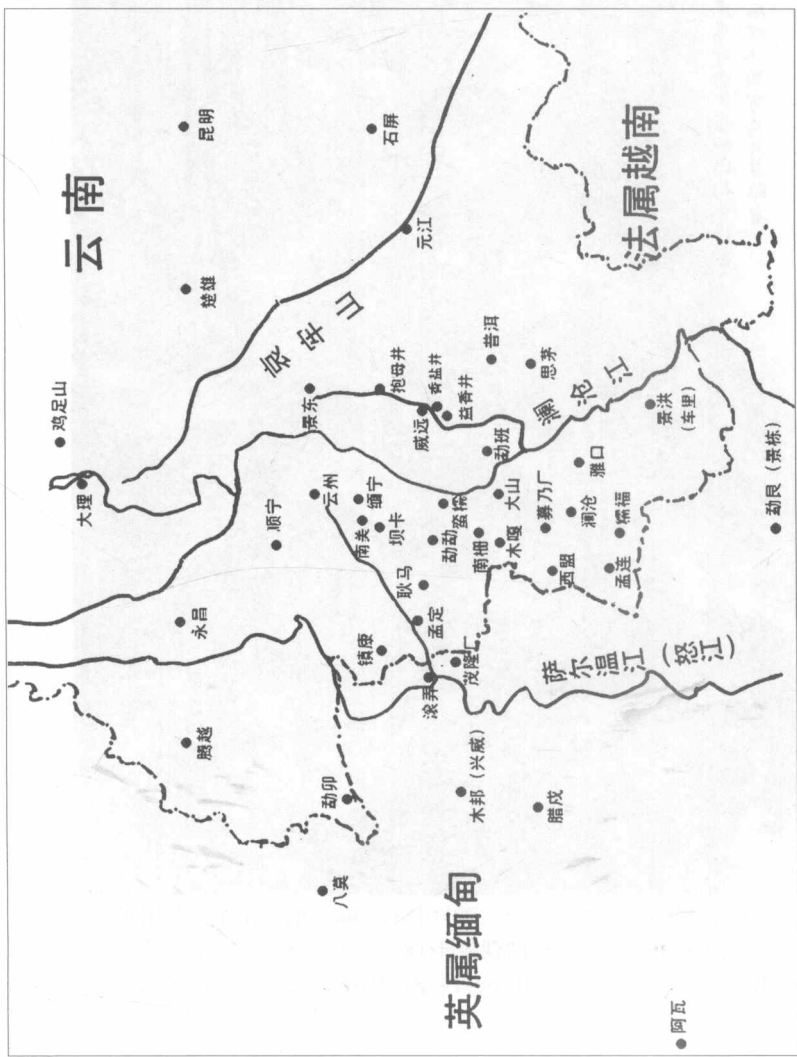 鸡足山
大理
云南
昆明
楚雄
顺宁
永昌
腾越
石屏
元江
哀牢山
景东
抱母井
威远
香盐井
益香井
普洱
思茅
澜沧江
勐班
云州
缅宁
南美
坝卡
耿马
勐勐
蛮糯
大山
南栅
木嘎
募乃厂
雅口
澜沧
糯福
西盟
孟连
景洪
(车里)
勐艮(景栋)
法属越南
镇康
孟定
滚弄
茂隆厂
萨尔温江
(怒江)
勐卯
木邦(兴威)
腊戌
八莫
英属缅甸
阿瓦